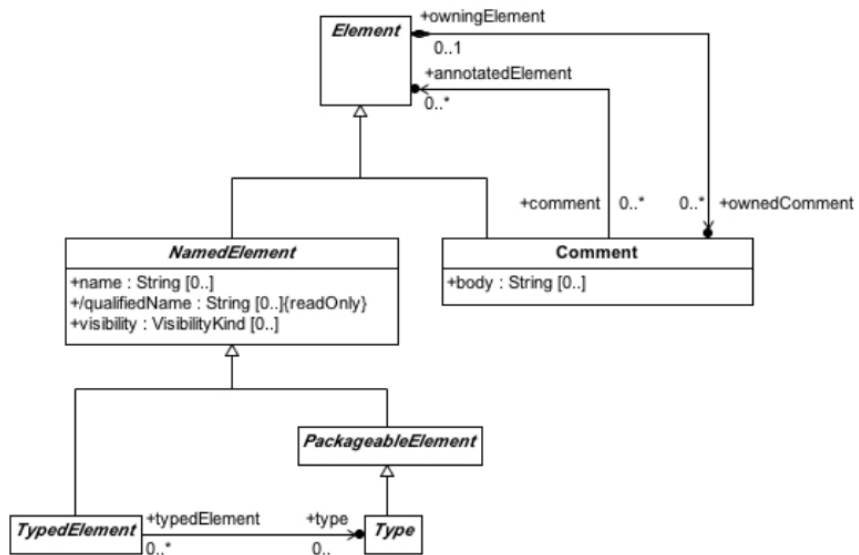 Element
+owningElement
0..1
+annotatedElement
0..*
+comment
0..*
0..*
+ownedComment
NamedElement
+name : String [0..]
+/qualifiedName : String [0..]{readOnly}
+visibility : VisibilityKind [0..]
Comment
+body : String [0..]
PackageableElement
TypedElement
+typedElement
0..*
+type
0..
Type